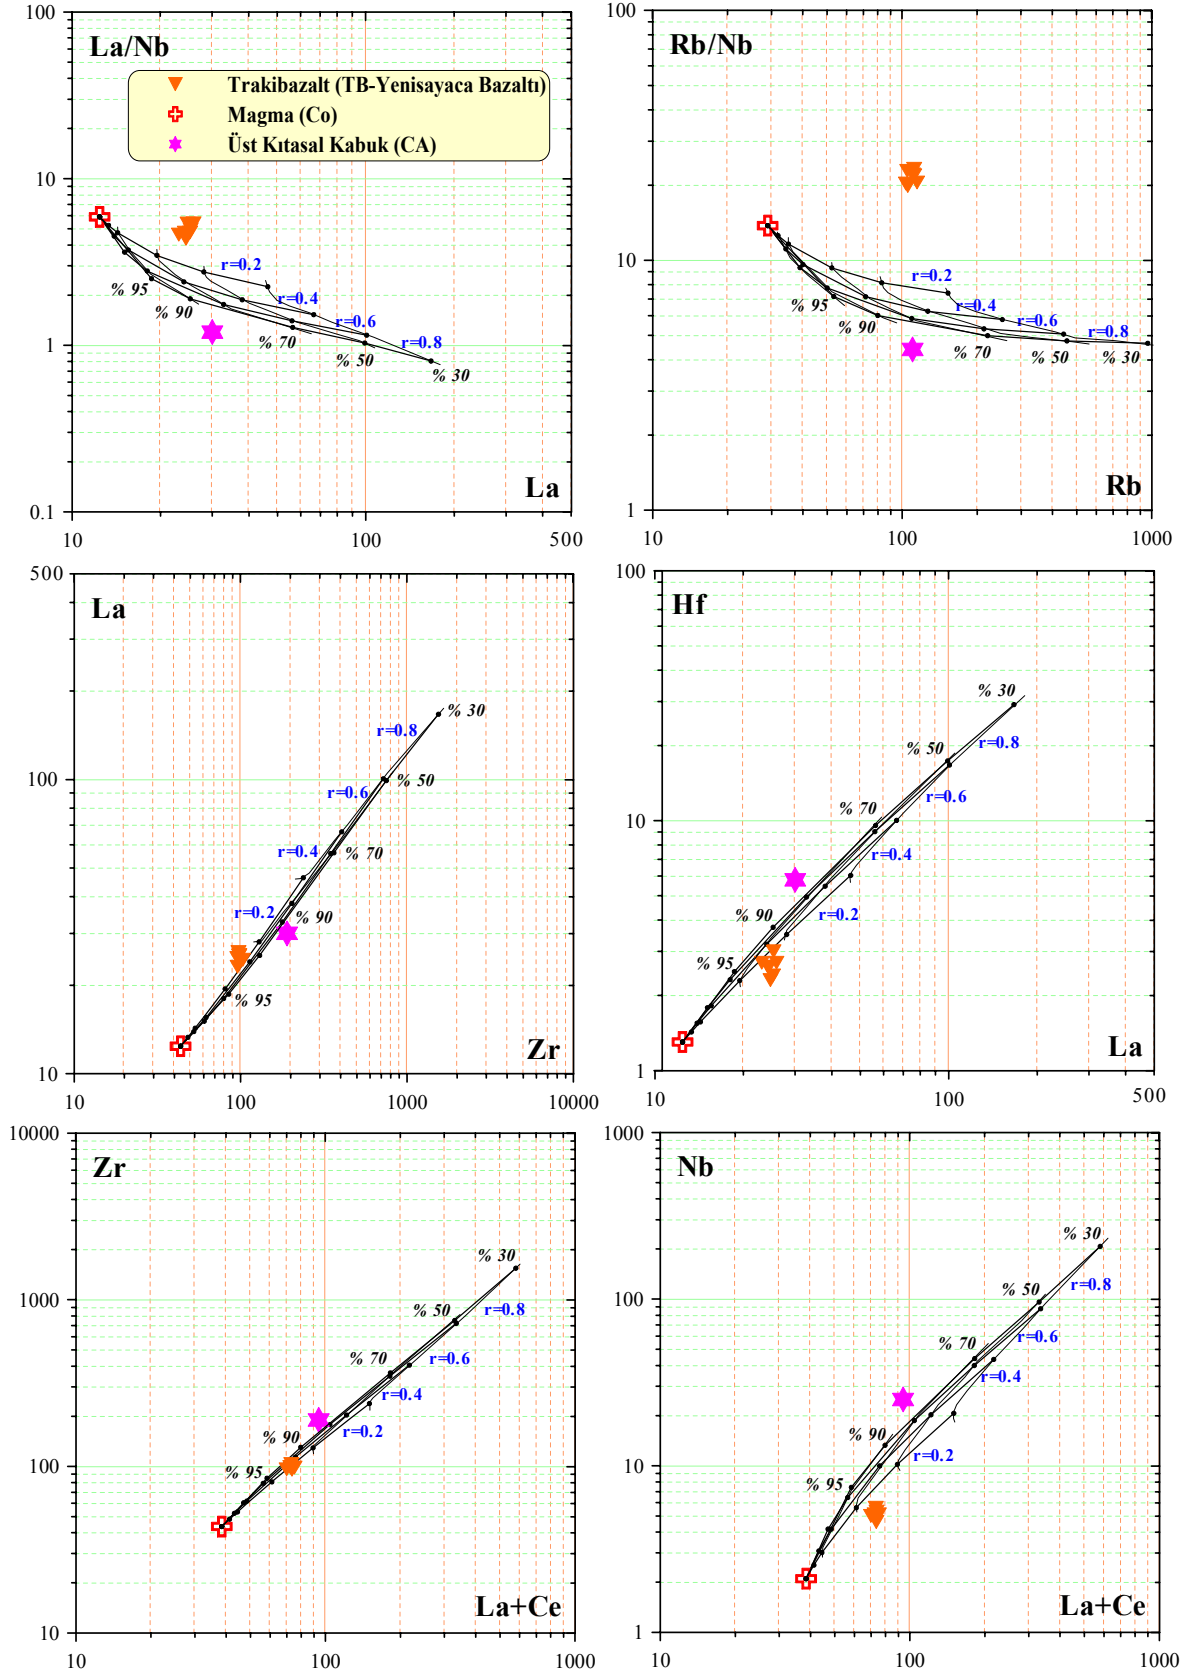 La/Nb
Trakibazalt (TB-Yenisayaca Bazaltı)
Magma (Co)
Üst Kıtasal Kabuk (CA)
100
10
1
0.1
10
100
500
La
r=0.2
r=0.4
r=0.6
r=0.8
% 95
% 90
% 70
% 50
% 30
Rb/Nb
100
10
1
10
100
1000
Rb
r=0.2
r=0.4
r=0.6
r=0.8
% 95
% 90
% 70
% 50
% 30
La
500
100
10
10
100
1000
10000
Zr
% 30
r=0.8
% 50
r=0.6
r=0.4
% 70
r=0.2
% 90
% 95
Hf
100
10
1
10
100
500
La
% 30
% 50
r=0.8
r=0.6
% 70
r=0.4
% 90
r=0.2
% 95
Zr
10000
1000
100
10
10
100
1000
La+Ce
% 30
% 50
r=0.8
% 70
r=0.6
r=0.4
% 90
r=0.2
% 95
Nb
1000
100
10
1
10
100
1000
La+Ce
% 30
% 50
r=0.8
% 70
r=0.6
r=0.4
% 90
r=0.2
% 95